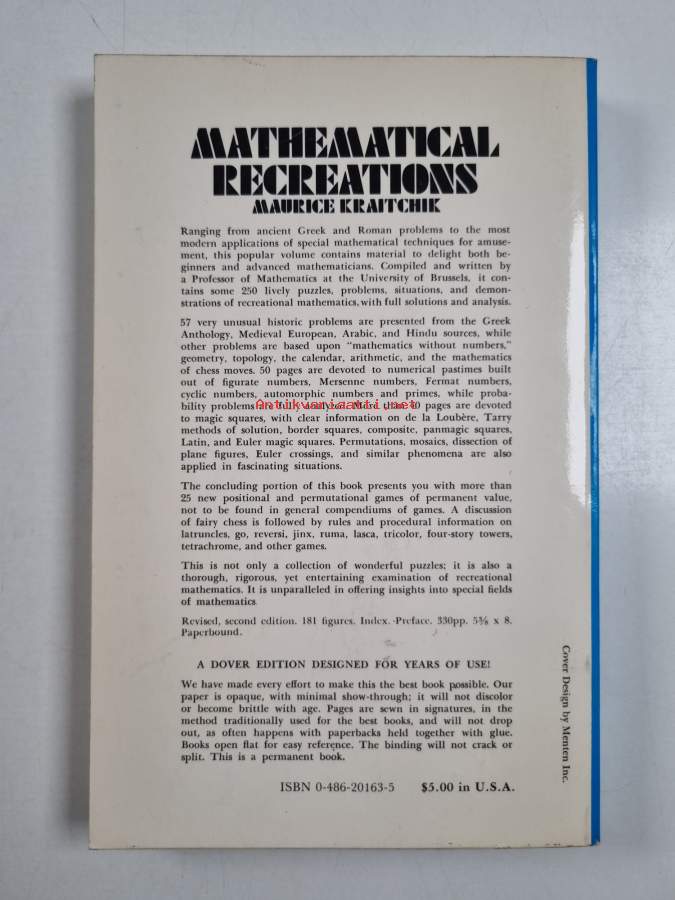 MATHEMATICAL
RECREATIONS
MAURICE KRAITCHIK
Ranging from ancient Greek and Roman problems to the most
modern applications of special mathematical techniques for amuse-
ment, this popular volume contains material to delight both be-
ginners and advanced mathematicians. Compiled and written by
a Professor of Mathematics at the University of Brussels, it con-
tains some 250 lively puzzles, problems, situations, and demon-
strations of recreational mathematics, with full solutions and analysis.
57 very unusual historic problems are presented from the Greek
Anthology, Medieval European, Arabic, and Hindu sources, while
other problems are based upon "mathematics without numbers,"
geometry, topology, the calendar, arithmetic, and the mathematics
of chess moves. 50 pages are devoted to numerical pastimes built
out of figurate numbers, Mersenne numbers, Fermat numbers,
cyclic numbers, automorphic numbers and primes, while proba-
bility problems are fully analyzed. More than 40 pages are devoted
Antikvariaatti.net
to magic squares, with clear information on de la Loubère, Tarry
methods of solution, border squares, composite, panmagic squares,
Latin, and Euler magic squares. Permutations, mosaics, dissection of
plane figures, Euler crossings, and similar phenomena are also
applied in fascinating situations.
The concluding portion of this book presents you with more than
25 new positional and permutational games of permanent value,
not to be found in general compendiums of games. A discussion
of fairy chess is followed by rules and procedural information on
latruncles, go, reversi, jinx, ruma, lasca, tricolor, four-story towers,
tetrachrome, and other games.
This is not only a collection of wonderful puzzles; it is also a
thorough, rigorous, yet entertaining examination of recreational
mathematics. It is unparalleled in offering insights into special fields
of mathematics
Revised, second edition. 181 figures. Index. Preface. 330pp. 5⅜ x 8.
Paperbound.
A DOVER EDITION DESIGNED FOR YEARS OF USE!
We have made every effort to make this the best book possible. Our
paper is opaque, with minimal show-through; it will not discolor
or become brittle with age. Pages are sewn in signatures, in the
method traditionally used for the best books, and will not drop
out, as often happens with paperbacks held together with glue.
Books open flat for easy reference. The binding will not crack or
split. This is a permanent book.
ISBN 0-486-20163-5 $5.00 in U.S.A.
Cover Design by Menten Inc.